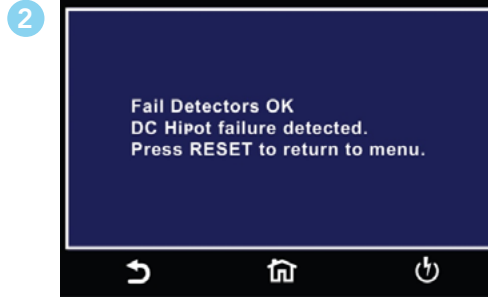 2
Fail Detectors OK
DC Hipot failure detected.
Press RESET to return to menu.